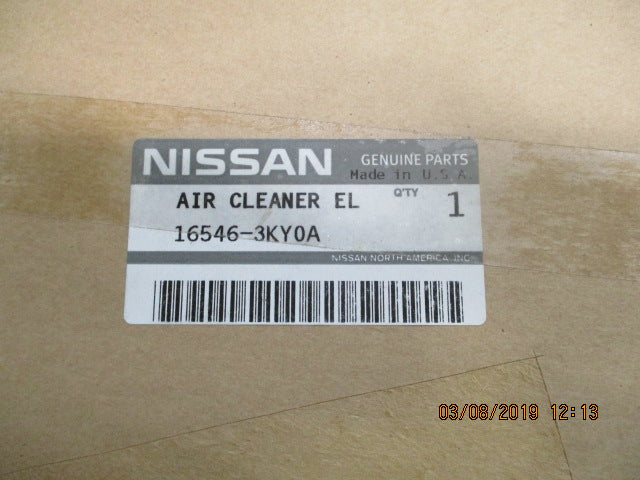 NISSAN GENUINE PARTS
Made in U.S.A.
AIR CLEANER EL Q'TY 1
16546-3KY0A
NISSAN NORTH AMERICA, INC.
03/08/2019 12:13